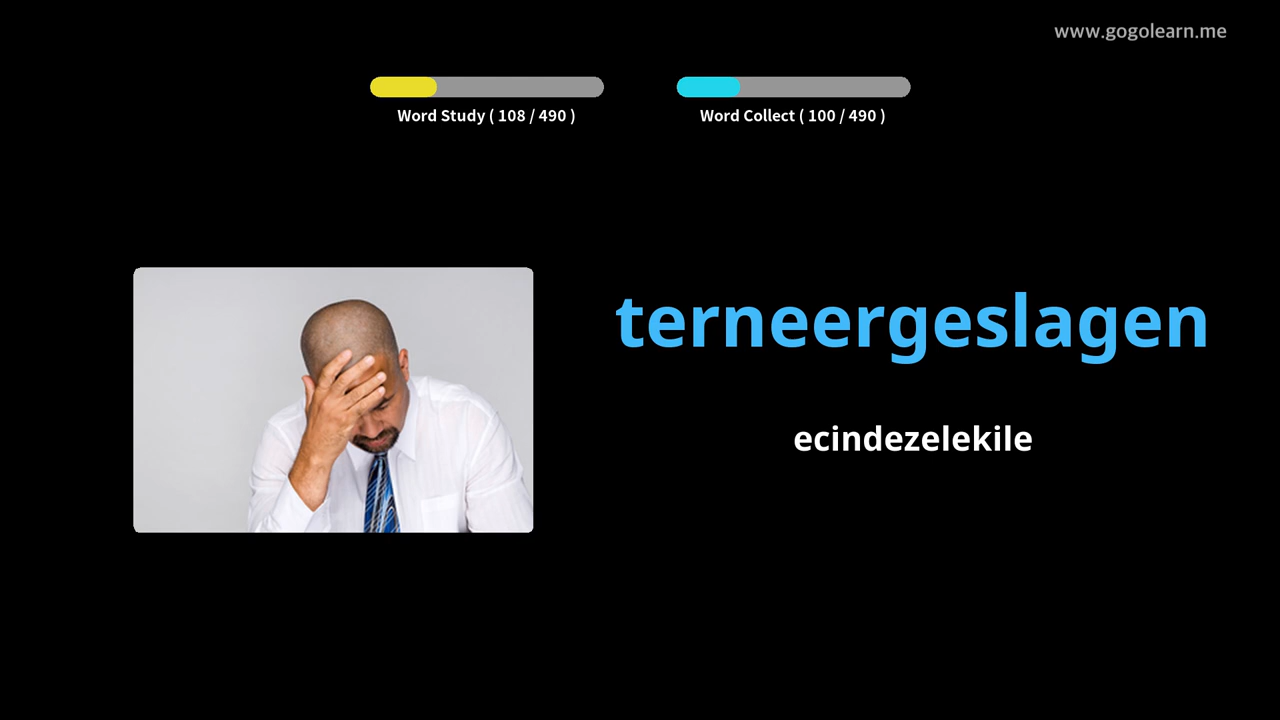 www.gogolearn.me
Word Study ( 108 / 490 )
Word Collect ( 100 / 490 )
terneergeslagen
ecindezelekile